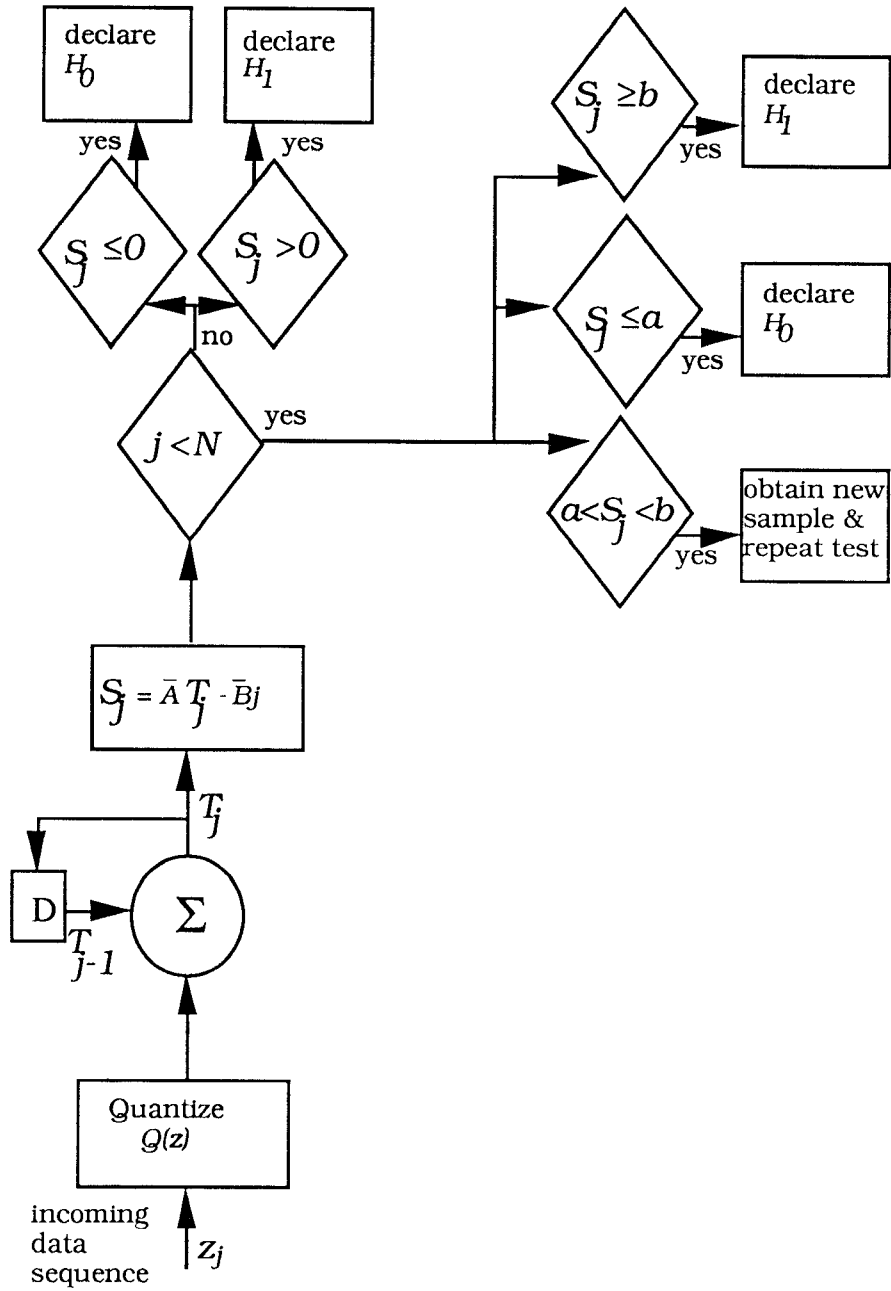 declare
H0
declare
H1
yes
yes
Sj ≤0
Sj >0
no
j <N
yes
Sj ≥b
yes
declare
H1
Sj ≤a
yes
declare
H0
a<Sj <b
yes
obtain new
sample &
repeat test
Sj = A̅ Tj - B̅j
Tj
D
Tj-1
Σ
Quantize
Q(z)
incoming
data
sequence
zj